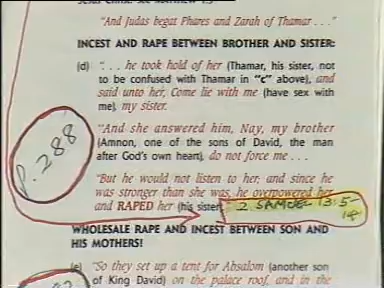 Jesus Christ: see Matthew 1:3
"And Judas begat Phares and Zarah of Thamar . . ."
INCEST AND RAPE BETWEEN BROTHER AND SISTER:
(d) ". . . he took hold of her (Thamar, his sister, not
to be confused with Thamar in "c" above), and
said unto her, Come lie with me (have sex with
me), my sister.
"And she answered him, Nay, my brother
(Amnon, one of the sons of David, the man
after God's own heart), do not force me . . .
"But he would not listen to her; and since he
was stronger than she was, he overpowered her
and RAPED her (his sister)
2 SAMUEL 13:5-
14
P.288
WHOLESALE RAPE AND INCEST BETWEEN SON AND
HIS MOTHERS!
(e) "So they set up a tent for Absalom (another son
of King David) on the palace roof, and in the